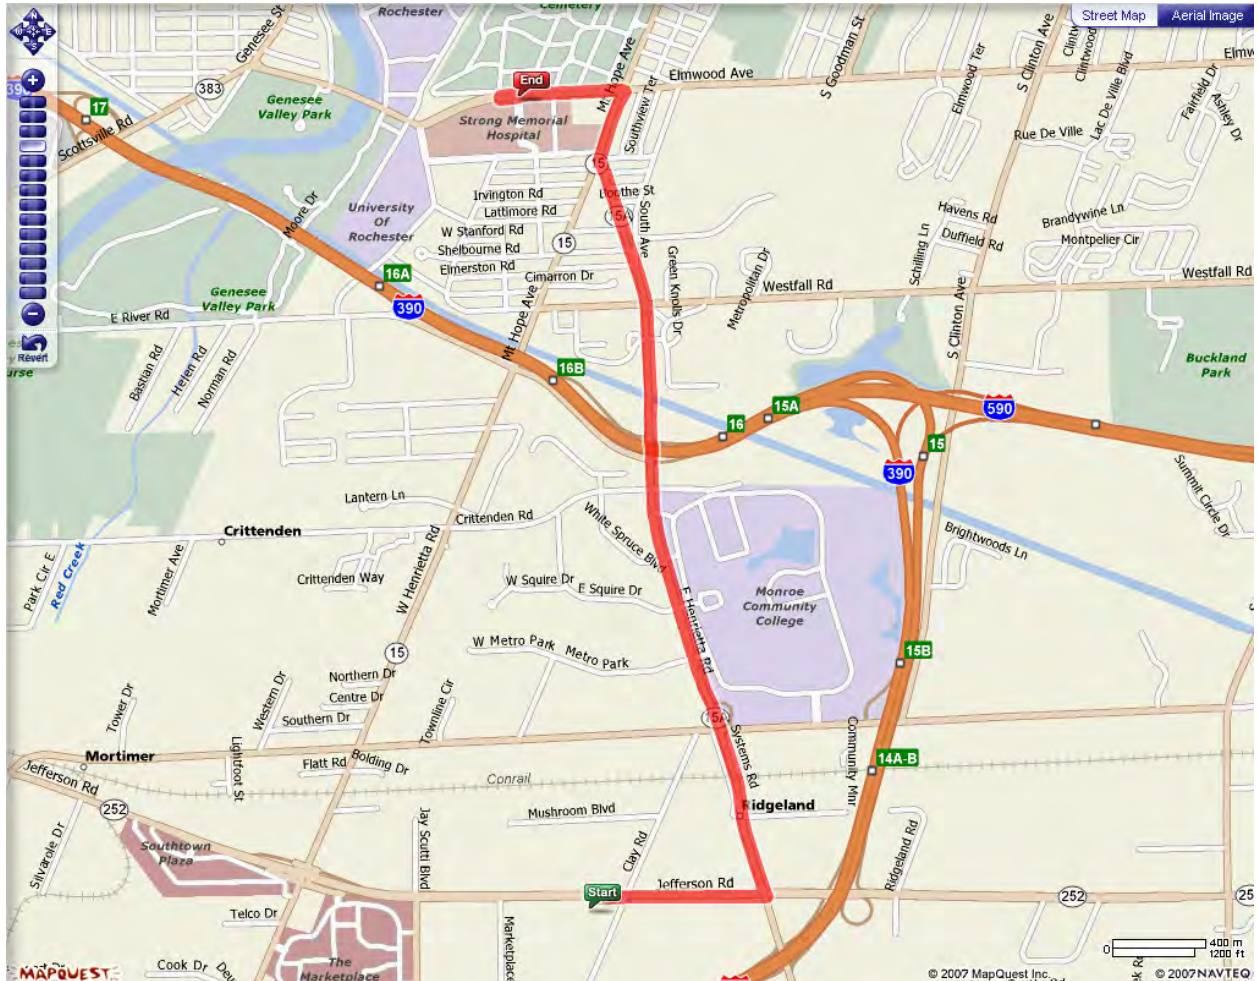 Rochester
Cemetery
Street Map
Aerial Image
N
W
E
S
Genesee St
Mt Hope Ave
Elmwood Ave
S Goodman St
Elmwood Ter
S Clinton Ave
Lac De Ville Blvd
Fairfield Dr
Ashley Dr
End
383
17
390
Scottsville Rd
Genesee
Valley Park
Strong Memorial
Hospital
Southview Ter
Rue De Ville
15
Irvington Rd
Lattimore Rd
15A
South Ave
Moore Dr
University
Of
Rochester
W Stanford Rd
Shelbourne Rd
Elmerston Rd
15
Cimarron Dr
Havens Rd
Duffield Rd
Schilling Ln
Brandywine Ln
Montpelier Cir
Green Knolls Dr
Metropolitan Dr
Westfall Rd
Westfall Rd
16A
390
Genesee
Valley Park
E River Rd
Mt Hope Ave
S Clinton Ave
Revert
Bastian Rd
Helen Rd
Norman Rd
16B
Buckland
Park
16
15A
590
15
390
Lantern Ln
Crittenden Rd
Crittenden
White Spruce Blvd
Summit Circle Dr
Brightwoods Ln
Park Cir E
Red Creek
Mortimer Ave
Crittenden Way
W Henrietta Rd
W Squire Dr
E Squire Dr
Monroe
Community
College
E Henrietta Rd
W Metro Park
Metro Park
15
15B
Northern Dr
Centre Dr
Southern Dr
Western Dr
Tower Dr
Townline Cir
15A
Systems Rd
Community Mnr
Mortimer
Lightfoot St
Flatt Rd
Bolding Dr
Conrail
14A-B
Jefferson Rd
252
Mushroom Blvd
Ridgeland
Silvarole Dr
Southtown
Plaza
Jay Scutti Blvd
Clay Rd
Ridgeland Rd
Start
Jefferson Rd
252
Telco Dr
Marketplace
The
Marketplace
Cook Dr
MAPQUEST
0
400 m
1200 ft
© 2007 MapQuest Inc.
© 2007 NAVTEQ